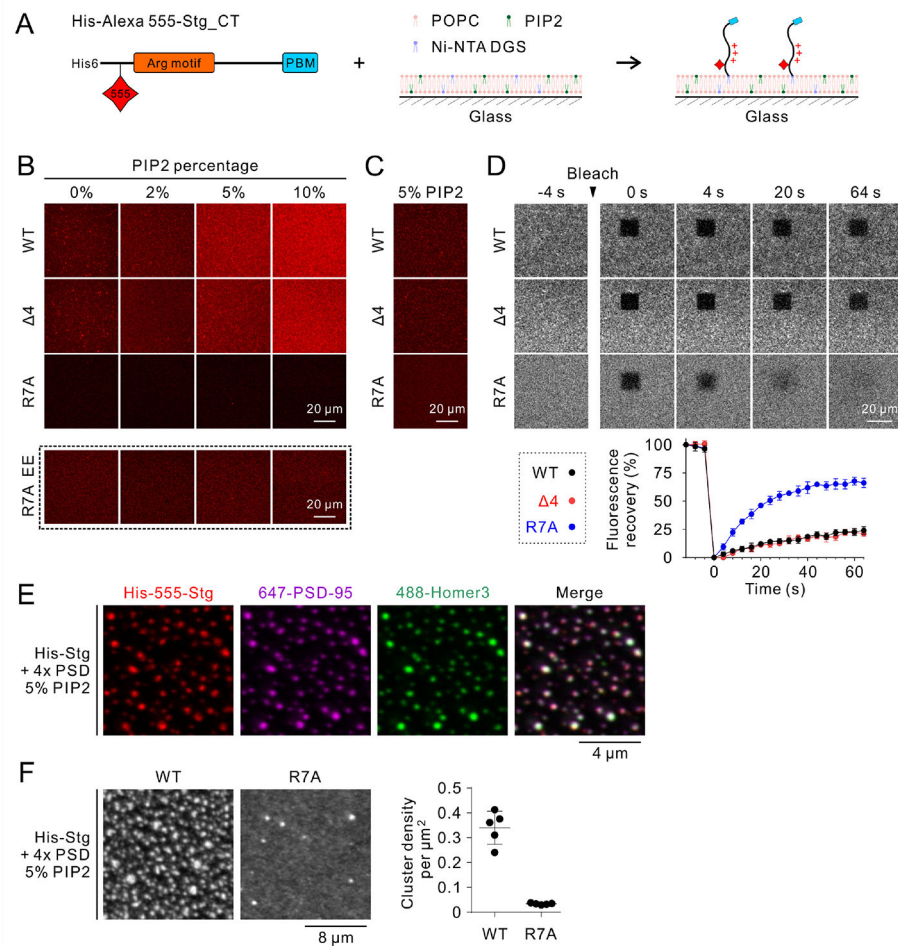 A
His-Alexa 555-Stg_CT
His6
Arg motif
PBM
555
+
POPC
PIP2
Ni-NTA DGS
Glass
+
+
+
+
+
+
Glass
B
PIP2 percentage
0% 2% 5% 10%
WT
Δ4
R7A
20 µm
R7A EE
20 µm
C
5% PIP2
WT
Δ4
R7A
20 µm
D
Bleach
-4 s 0 s 4 s 20 s 64 s
WT
Δ4
R7A
20 µm
WT
Δ4
R7A
Fluorescence
recovery (%)
100
75
50
25
0
0 20 40 60
Time (s)
E
His-555-Stg 647-PSD-95 488-Homer3 Merge
His-Stg
+ 4x PSD
5% PIP2
4 µm
F
WT R7A
His-Stg
+ 4x PSD
5% PIP2
8 µm
Cluster density
per µm2
0.5
0.4
0.3
0.2
0.1
0
WT R7A